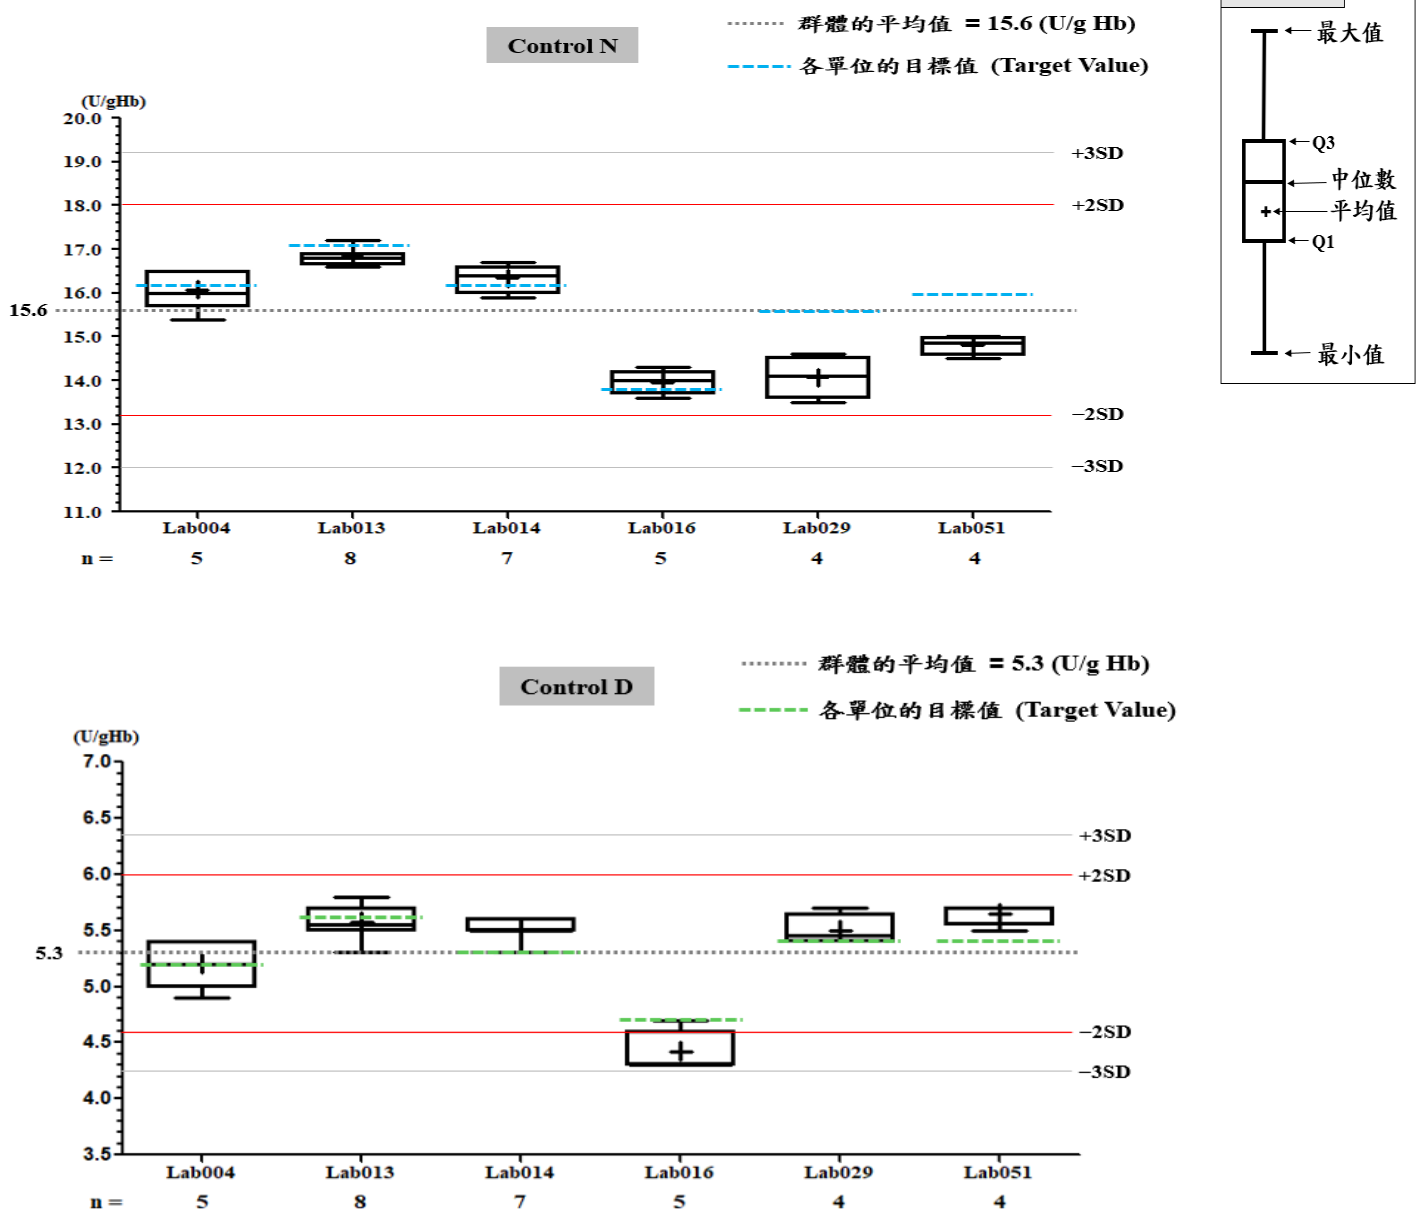 Control N
群體的平均值 = 15.6 (U/g Hb)
各單位的目標值 (Target Value)
(U/gHb)
20.0
19.0
18.0
17.0
16.0
15.6
15.0
14.0
13.0
12.0
11.0
+3SD
+2SD
−2SD
−3SD
Lab004 Lab013 Lab014 Lab016 Lab029 Lab051
n = 5 8 7 5 4 4
最大值
Q3
中位數
平均值
Q1
最小值
Control D
群體的平均值 = 5.3 (U/g Hb)
各單位的目標值 (Target Value)
(U/gHb)
7.0
6.5
6.0
5.5
5.3
5.0
4.5
4.0
3.5
+3SD
+2SD
−2SD
−3SD
Lab004 Lab013 Lab014 Lab016 Lab029 Lab051
n = 5 8 7 5 4 4